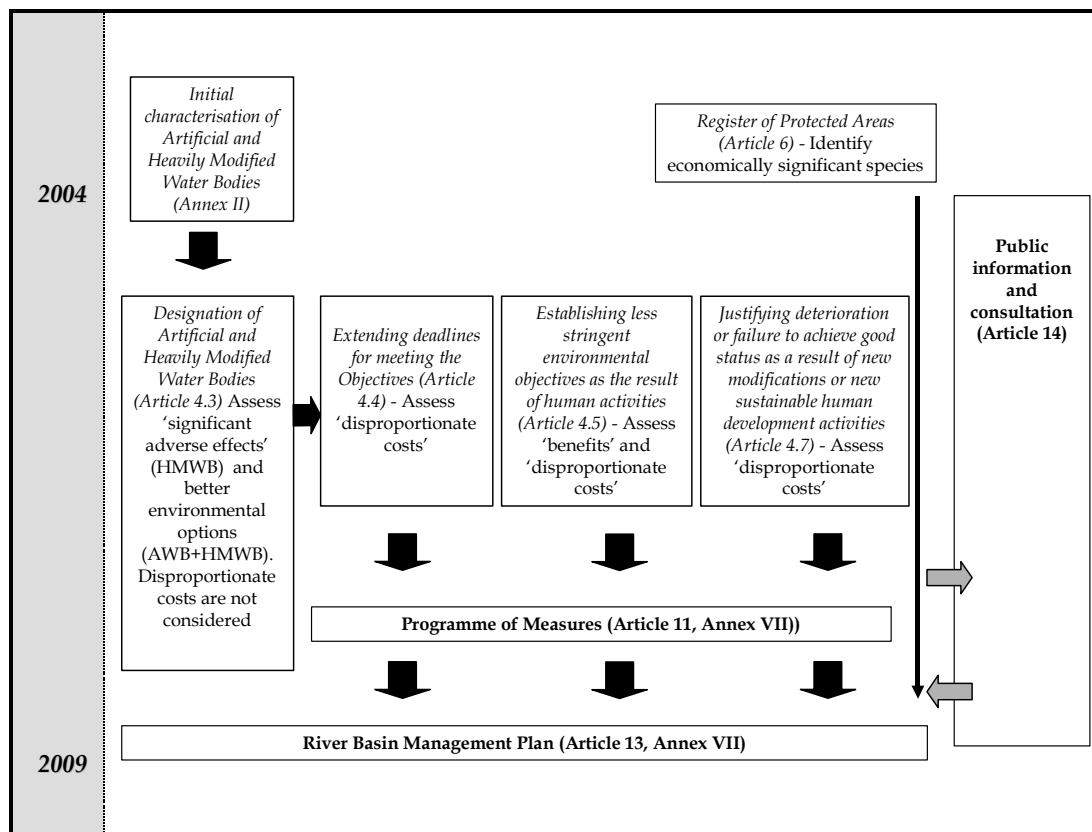 2004
2009
Initial
characterisation of
Artificial and
Heavily Modified
Water Bodies
(Annex II)
Register of Protected Areas
(Article 6) - Identify
economically significant species
Public
information
and
consultation
(Article 14)
Designation of
Artificial and
Heavily Modified
Water Bodies
(Article 4.3) Assess
‘significant
adverse effects’
(HMWB) and
better
environmental
options
(AWB+HMWB).
Disproportionate
costs are not
considered
Extending deadlines
for meeting the
Objectives (Article
4.4) - Assess
‘disproportionate
costs’
Establishing less
stringent
environmental
objectives as the result
of human activities
(Article 4.5) - Assess
‘benefits’ and
‘disproportionate
costs’
Justifying deterioration
or failure to achieve good
status as a result of new
modifications or new
sustainable human
development activities
(Article 4.7) - Assess
‘disproportionate
costs’
Programme of Measures (Article 11, Annex VII))
River Basin Management Plan (Article 13, Annex VII)